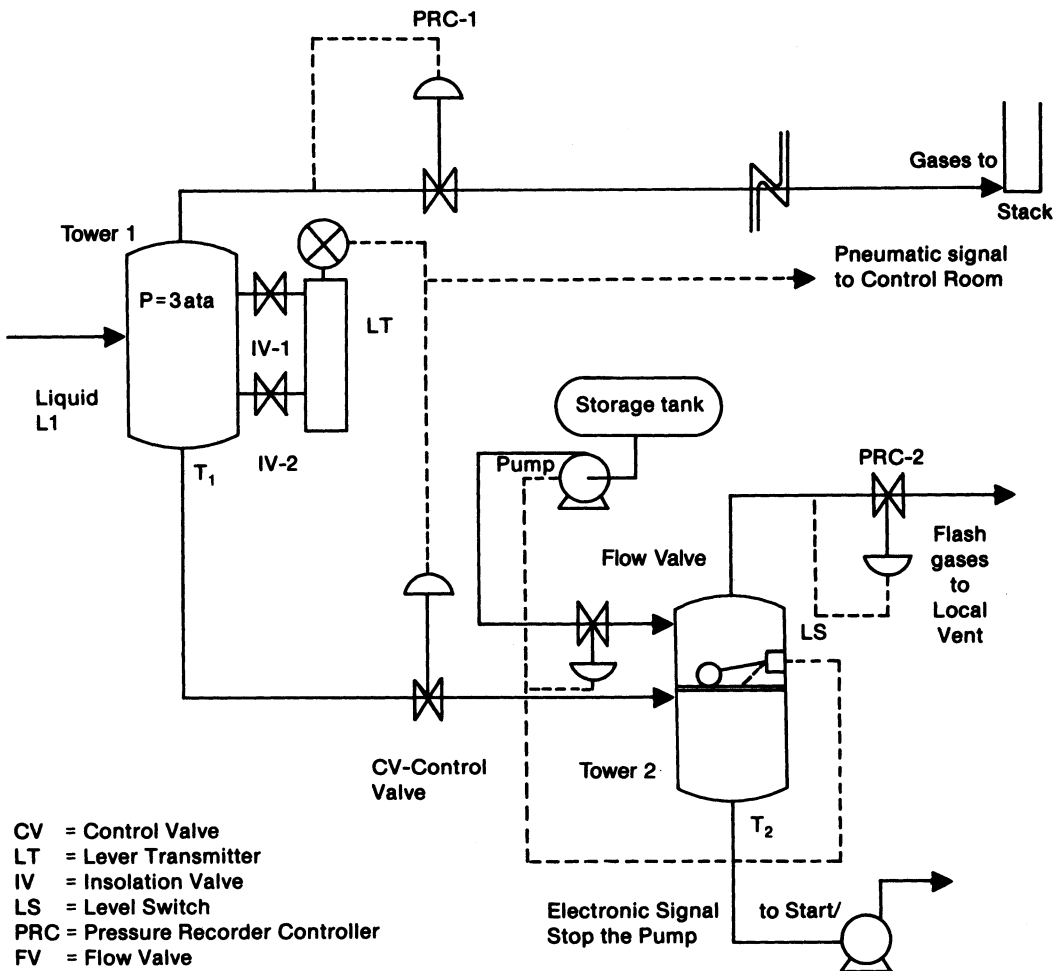 PRC-1
Gases to
Stack
Tower 1
P=3ata
LT
Pneumatic signal
to Control Room
IV-1
Liquid
L1
IV-2
T1
Storage tank
Pump
PRC-2
Flow Valve
Flash
gases
to
Local
Vent
LS
CV-Control
Valve
Tower 2
T2
CV = Control Valve
LT = Lever Transmitter
IV = Insolation Valve
LS = Level Switch
PRC = Pressure Recorder Controller
FV = Flow Valve
Electronic Signal to Start/
Stop the Pump